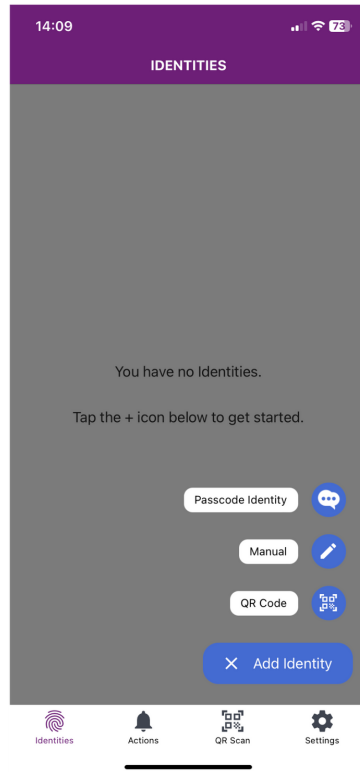 14:09
73
IDENTITIES
You have no Identities.
Tap the + icon below to get started.
Passcode Identity
Manual
QR Code
Add Identity
Identities
Actions
QR Scan
Settings